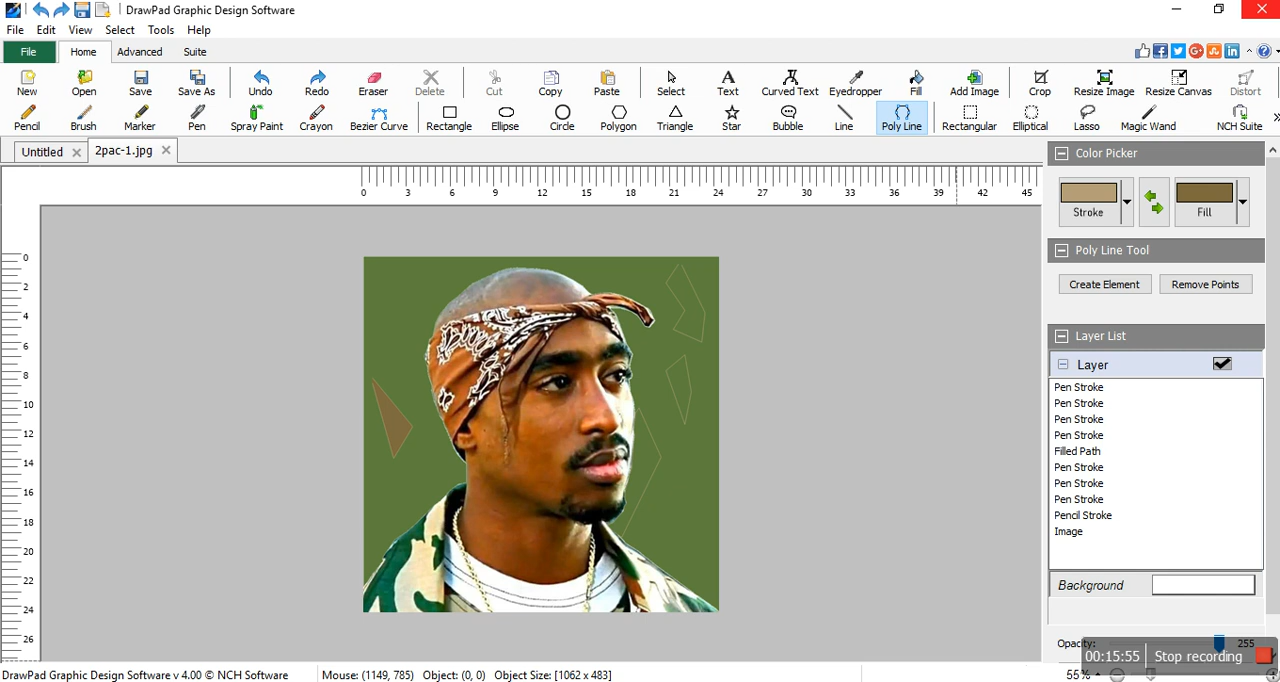 DrawPad Graphic Design Software
File Edit View Select Tools Help
File Home Advanced Suite
New Open Save Save As Undo Redo Eraser Delete Cut Copy Paste Select Text Curved Text Eyedropper Fill Add Image Crop Resize Image Resize Canvas Distort
Pencil Brush Marker Pen Spray Paint Crayon Bezier Curve Rectangle Ellipse Circle Polygon Triangle Star Bubble Line Poly Line Rectangular Elliptical Lasso Magic Wand NCH Suite
Untitled 2pac-1.jpg
0 3 6 9 12 15 18 21 24 27 30 33 36 39 42 45
0
2
4
6
8
10
12
14
16
18
20
22
24
26
Color Picker
Stroke Fill
Poly Line Tool
Create Element Remove Points
Layer List
Layer
Pen Stroke
Pen Stroke
Pen Stroke
Pen Stroke
Filled Path
Pen Stroke
Pen Stroke
Pen Stroke
Pencil Stroke
Image
Background
Opacity: 255
00:15:55 Stop recording
DrawPad Graphic Design Software v 4.00 © NCH Software Mouse: (1149, 785) Object: (0, 0) Object Size: [1062 x 483] 55%